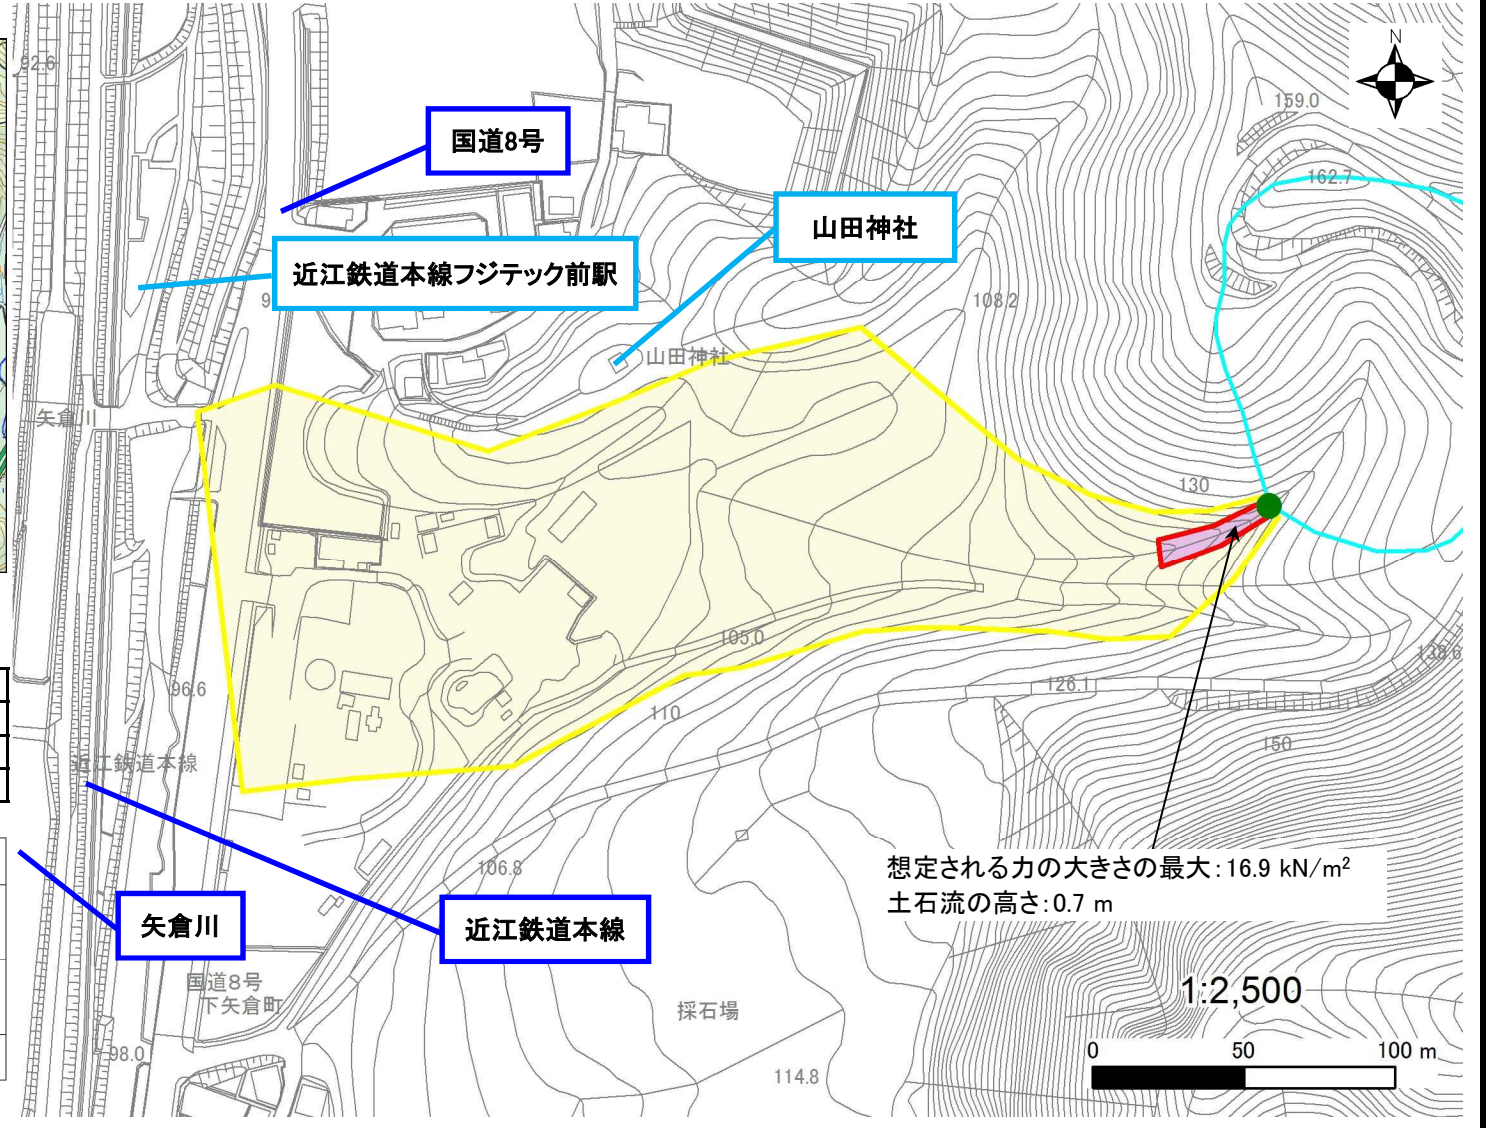 N
92.6
159.0
国道8号
162.7
山田神社
近江鉄道本線フジテック前駅
9
108.2
山田神社
矢倉川
130
105.0
138.6
126.1
96.6
110
150
近江鉄道本線
106.8
想定される力の大きさの最大：16.9 kN/m²
土石流の高さ：0.7 m
矢倉川
近江鉄道本線
国道8号
下矢倉町
採石場
1:2,500
98.0
0 50 100 m
114.8